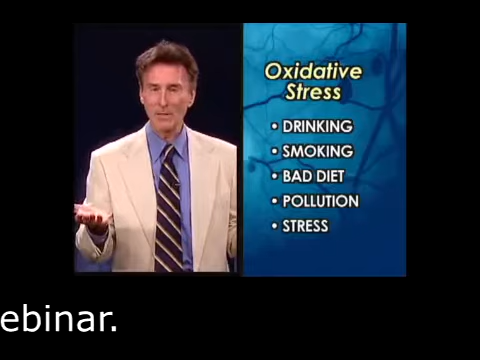 Oxidative
Stress
• DRINKING
• SMOKING
• BAD DIET
• POLLUTION
• STRESS
ebinar.